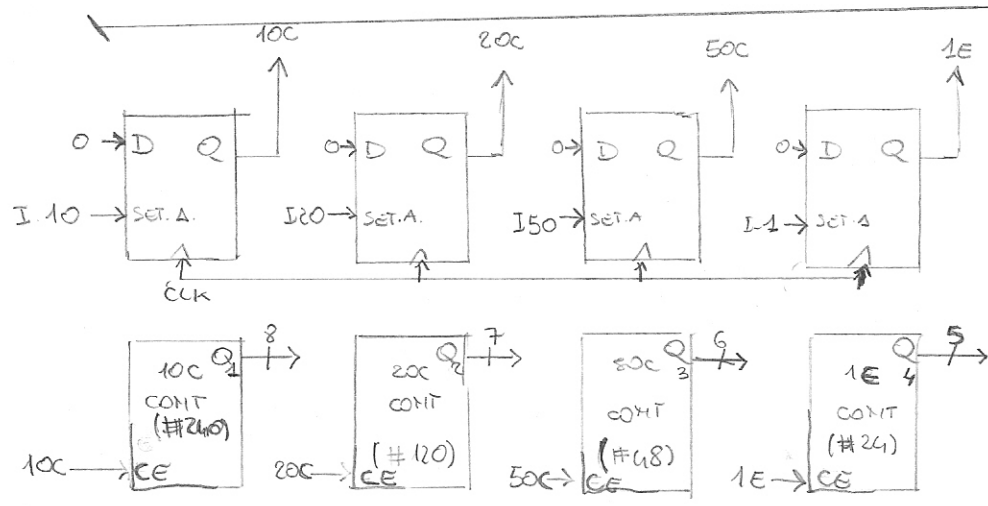 10C 20C 50C 1E
0 D Q 0 D Q 0 D Q 0 D Q
I.10 SET.A. I20 SET.A. I50 SET.A I-1 SET A
CLK
8 7 6 5
10C Q1 20C Q2 50C Q3 1E Q4
CONT CONT CONT CONT
(#240) (#120) (#48) (#24)
10C CE 20C CE 50C CE 1E CE